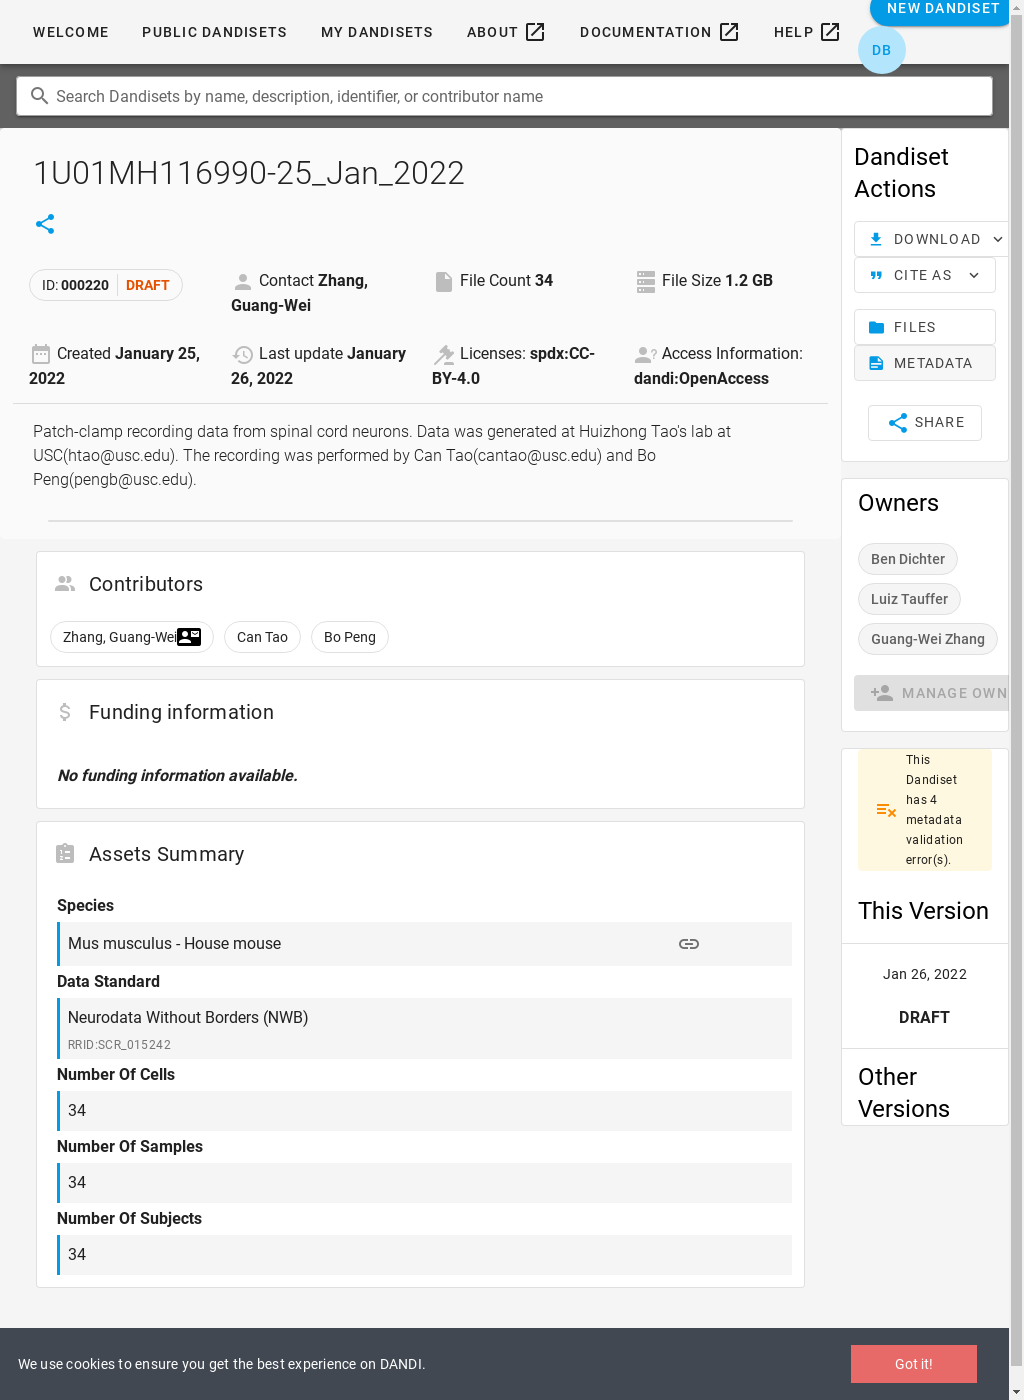 WELCOME PUBLIC DANDISETS MY DANDISETS ABOUT DOCUMENTATION HELP NEW DANDISET
DB
Search Dandisets by name, description, identifier, or contributor name
1U01MH116990-25_Jan_2022
ID: 000220 DRAFT
Contact Zhang,
Guang-Wei
File Count 34
File Size 1.2 GB
Created January 25,
2022
Last update January
26, 2022
Licenses: spdx:CC-
BY-4.0
Access Information:
dandi:OpenAccess
Patch-clamp recording data from spinal cord neurons. Data was generated at Huizhong Tao's lab at
USC(htao@usc.edu). The recording was performed by Can Tao(cantao@usc.edu) and Bo
Peng(pengb@usc.edu).
Contributors
Zhang, Guang-Wei Can Tao Bo Peng
Funding information
No funding information available.
Assets Summary
Species
Mus musculus - House mouse
Data Standard
Neurodata Without Borders (NWB)
RRID:SCR_015242
Number Of Cells
34
Number Of Samples
34
Number Of Subjects
34
Dandiset
Actions
DOWNLOAD
CITE AS
FILES
METADATA
SHARE
Owners
Ben Dichter
Luiz Tauffer
Guang-Wei Zhang
MANAGE OWN
This
Dandiset
has 4
metadata
validation
error(s).
This Version
Jan 26, 2022
DRAFT
Other
Versions
We use cookies to ensure you get the best experience on DANDI.
Got it!